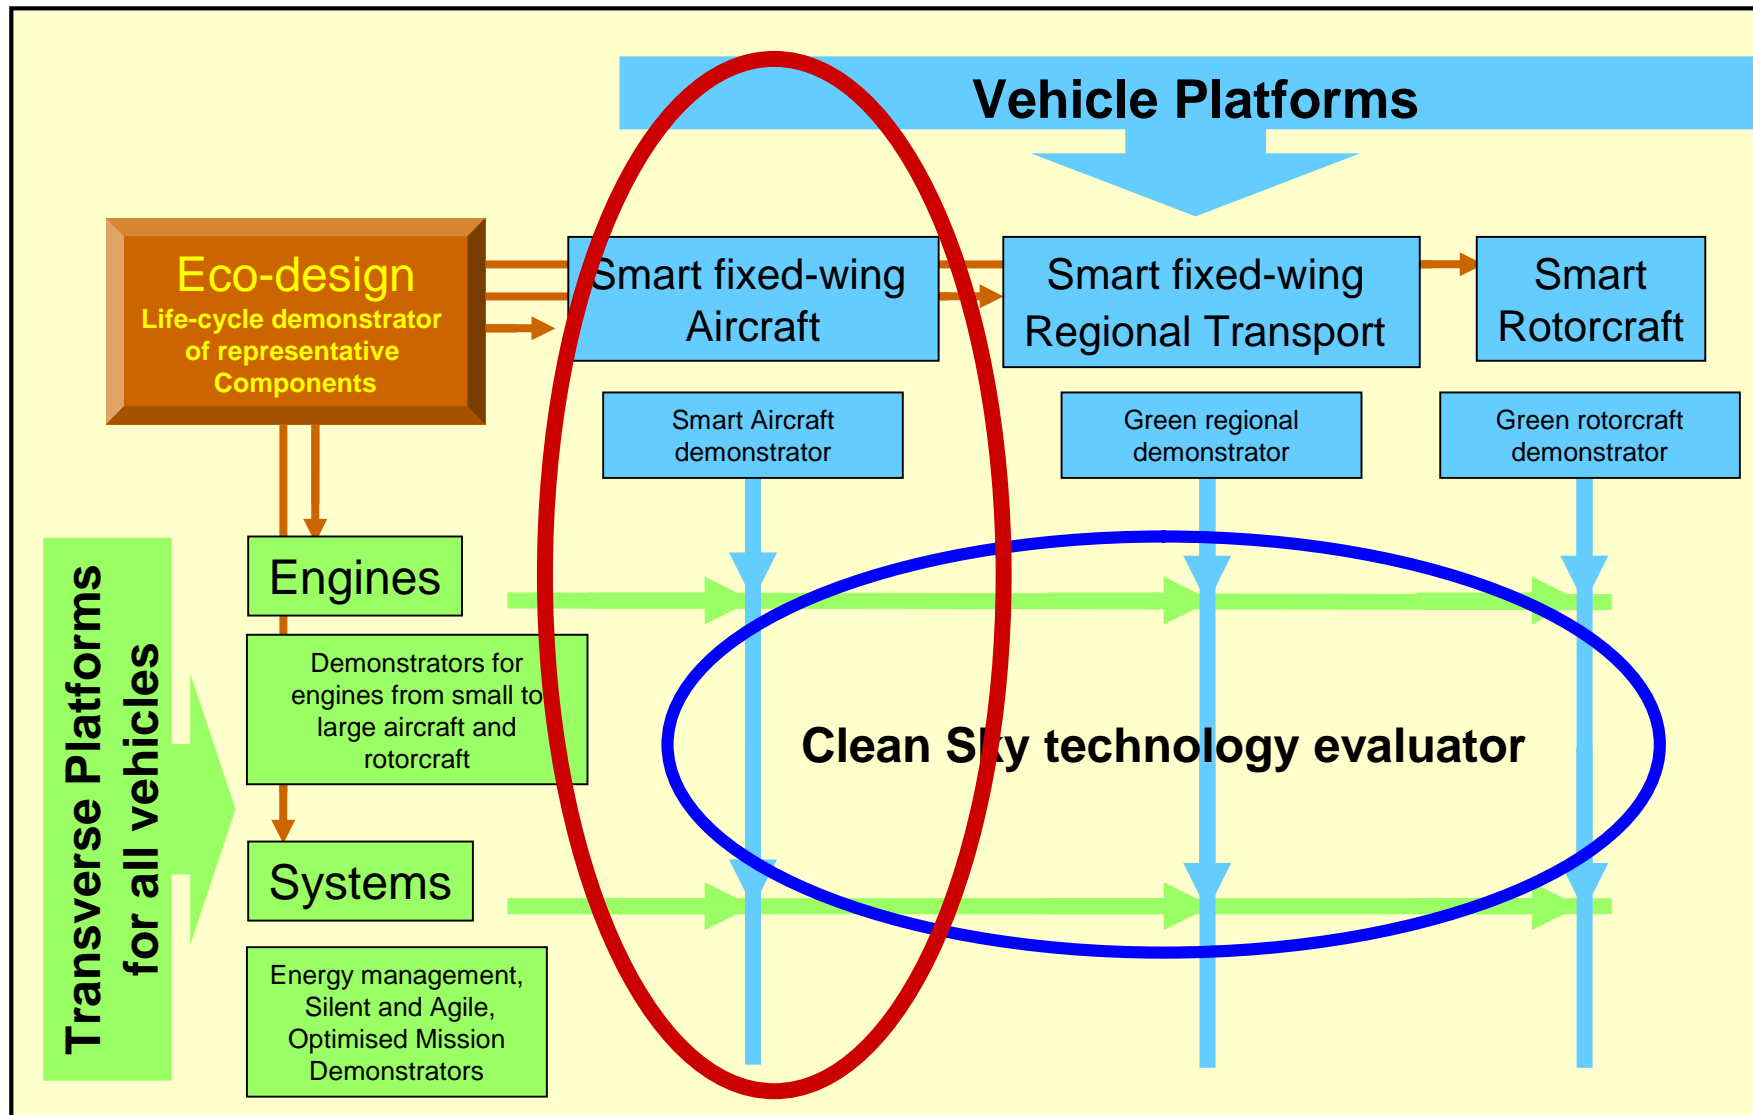 Vehicle Platforms
Eco-design
Life-cycle demonstrator
of representative
Components
Smart fixed-wing
Aircraft
Smart fixed-wing
Regional Transport
Smart
Rotorcraft
Smart Aircraft
demonstrator
Green regional
demonstrator
Green rotorcraft
demonstrator
Transverse Platforms
for all vehicles
Engines
Demonstrators for
engines from small to
large aircraft and
rotorcraft
Clean Sky technology evaluator
Systems
Energy management,
Silent and Agile,
Optimised Mission
Demonstrators